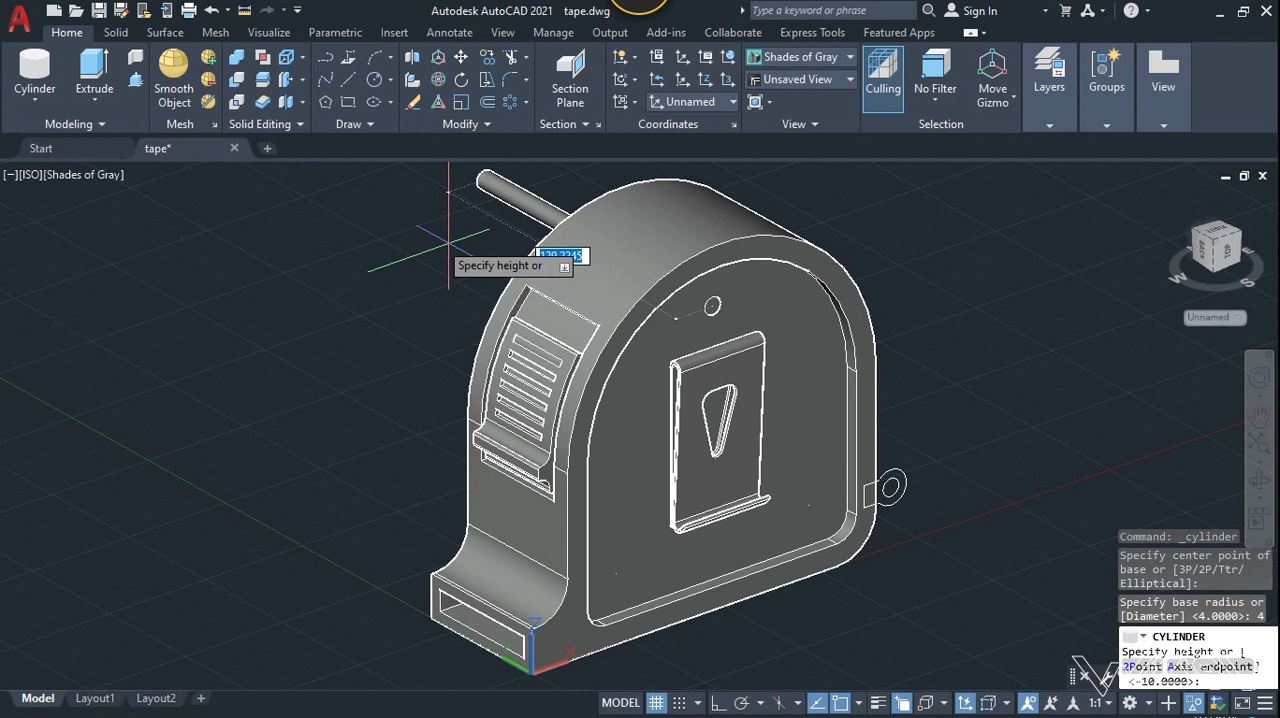 Autodesk AutoCAD 2021 tape.dwg
Type a keyword or phrase
Sign In
Home Solid Surface Mesh Visualize Parametric Insert Annotate View Manage Output Add-ins Collaborate Express Tools Featured Apps
Cylinder
Extrude
Smooth
Object
Section
Plane
Unnamed
Shades of Gray
Unsaved View
Culling
No Filter
Move
Gizmo
Layers
Groups
View
Modeling
Mesh
Solid Editing
Draw
Modify
Section
Coordinates
View
Selection
Start
tape*
[−][ISO][Shades of Gray]
129.2245
Specify height or
TOP
W
S
E
Unnamed
Z
X
Command: _cylinder
Specify center point of
base or [3P/2P/Ttr/
Elliptical]:
Specify base radius or
[Diameter] <4.0000>: 4
CYLINDER
Specify height or [
2Point Axis endpoint]
<-10.0000>:
Model Layout1 Layout2
MODEL
1:1